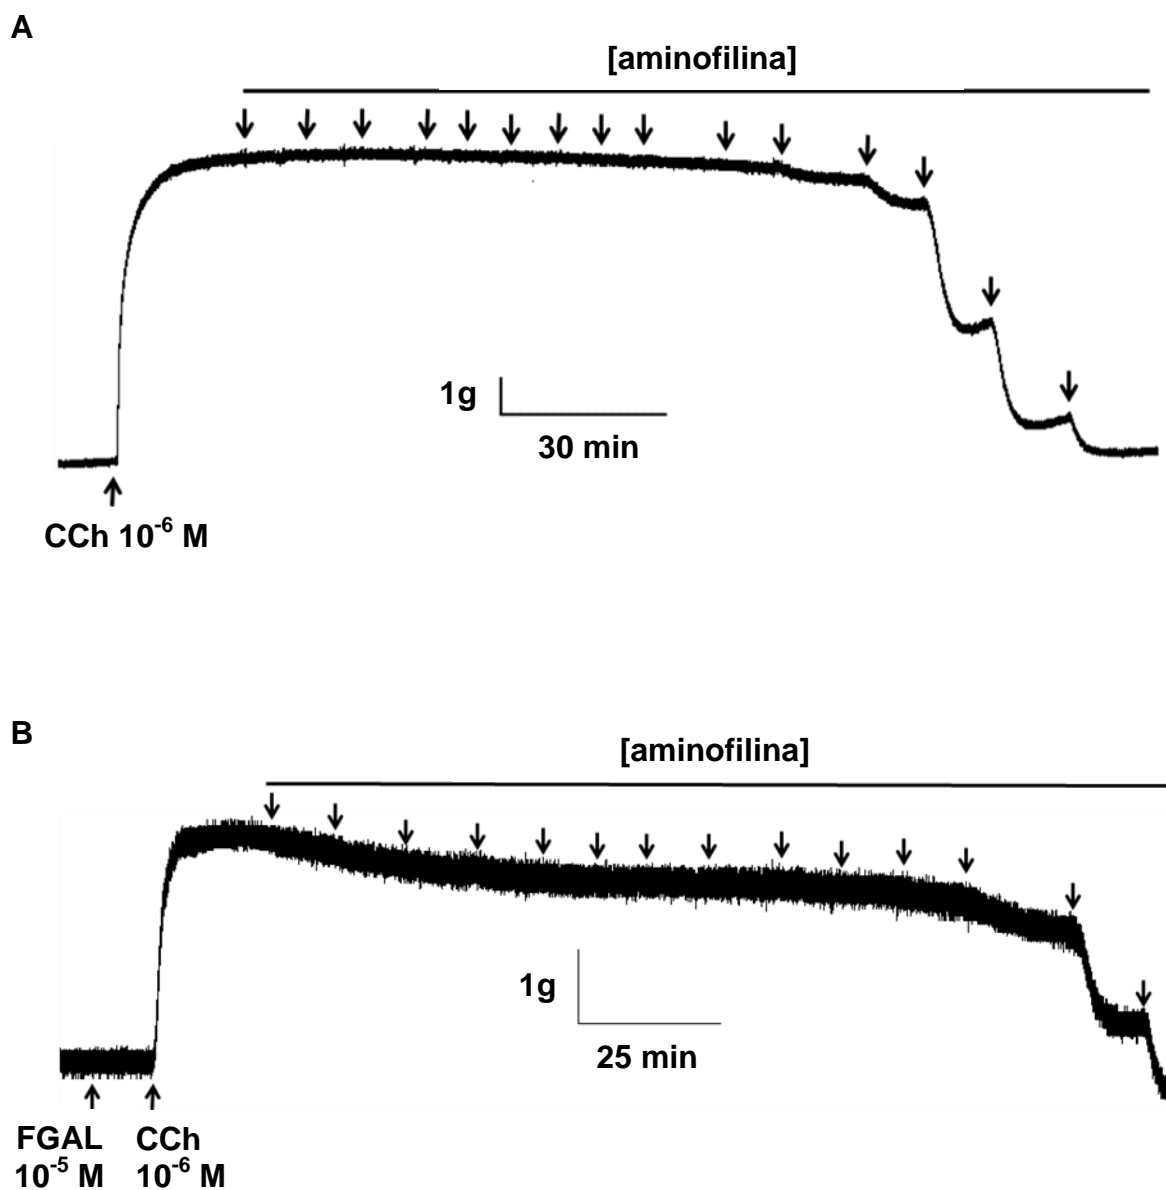 A
[aminofilina]
1g
30 min
CCh 10⁻⁶ M
B
[aminofilina]
1g
25 min
FGAL CCh
10⁻⁵ M 10⁻⁶ M